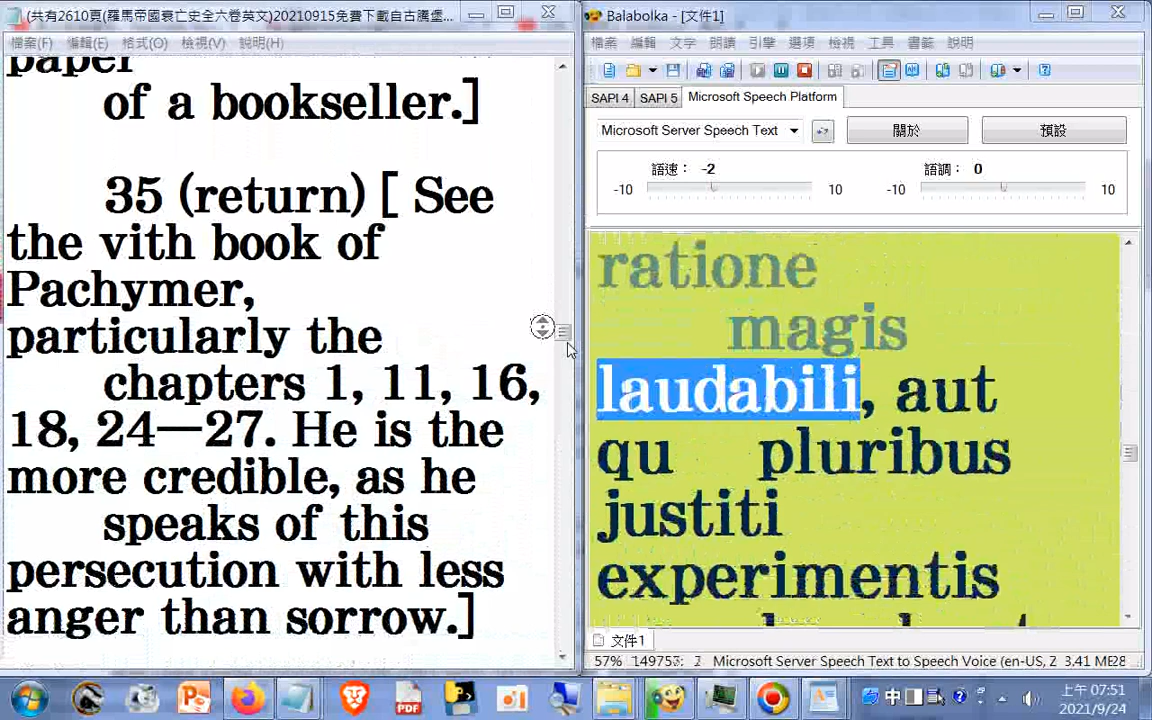 (共有2610頁(羅馬帝國衰亡史全六卷英文)20210915免費下載自古騰堡...
檔案(F) 編輯(E) 格式(O) 檢視(V) 說明(H)
paper
of a bookseller.]
35 (return) [ See
the vith book of
Pachymer,
particularly the
chapters 1, 11, 16,
18, 24—27. He is the
more credible, as he
speaks of this
persecution with less
anger than sorrow.]
Balabolka - [文件1]
檔案 編輯 文字 朗讀 引擎 選項 檢視 工具 書籤 說明
SAPI 4 SAPI 5 Microsoft Speech Platform
Microsoft Server Speech Text 關於 預設
語速: -2 語調: 0
-10 10 -10 10
ratione
magis
laudabili, aut
qu pluribus
justiti
experimentis
文件1
57% Microsoft Server Speech Text to Speech Voice (en-US, Z 3,41 ME28
中
上午 07:51
2021/9/24